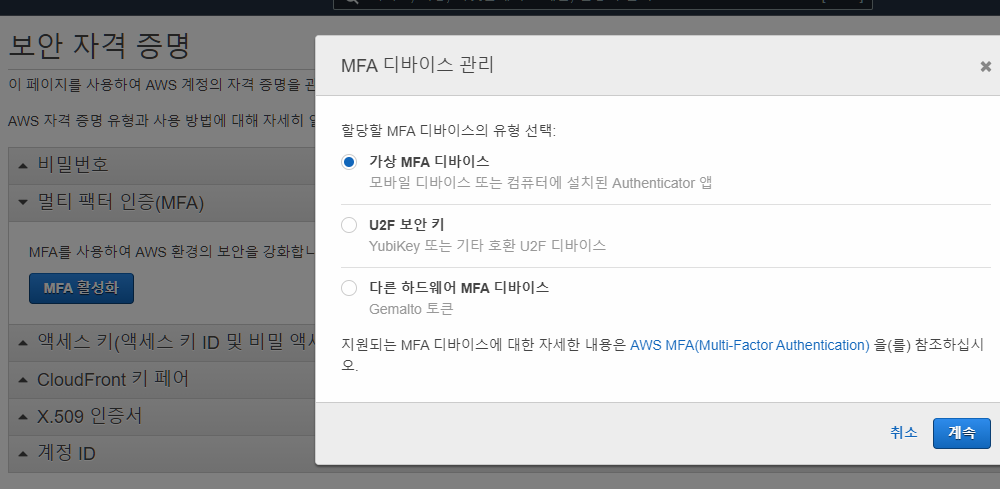 보안 자격 증명
이 페이지를 사용하여 AWS 계정의 자격 증명을
AWS 자격 증명 유형과 사용 방법에 대해 자세히
비밀번호
멀티 팩터 인증(MFA)
MFA를 사용하여 AWS 환경의 보안을
MFA 활성화
액세스 키(액세스 키 ID 및 비밀
CloudFront 키 페어
X.509 인증서
계정 ID
MFA 디바이스 관리
할당할 MFA 디바이스의 유형 선택:
가상 MFA 디바이스
모바일 디바이스 또는 컴퓨터에 설치된 Authenticator 앱
U2F 보안 키
YubiKey 또는 기타 호환 U2F 디바이스
다른 하드웨어 MFA 디바이스
Gemalto 토큰
지원되는 MFA 디바이스에 대한 자세한 내용은 AWS MFA(Multi-Factor Authentication) 을(를) 참조하십시
오.
취소
계속